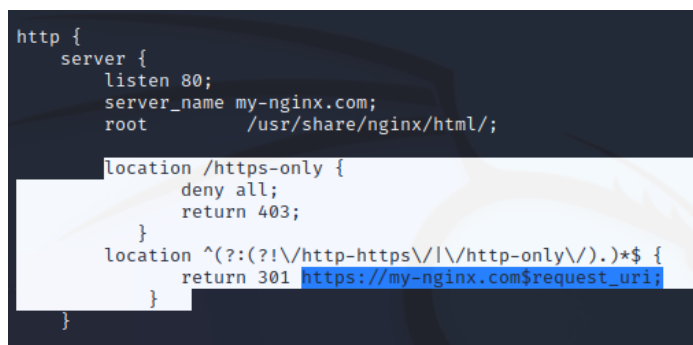 http {
    server {
        listen 80;
        server_name my-nginx.com;
        root         /usr/share/nginx/html/;
        location /https-only {
                deny all;
                return 403;
            }
        location ^(?:(?!\/http-https\/|\/http-only\/).)*$ {
                return 301 https://my-nginx.com$request_uri;
             }
    }